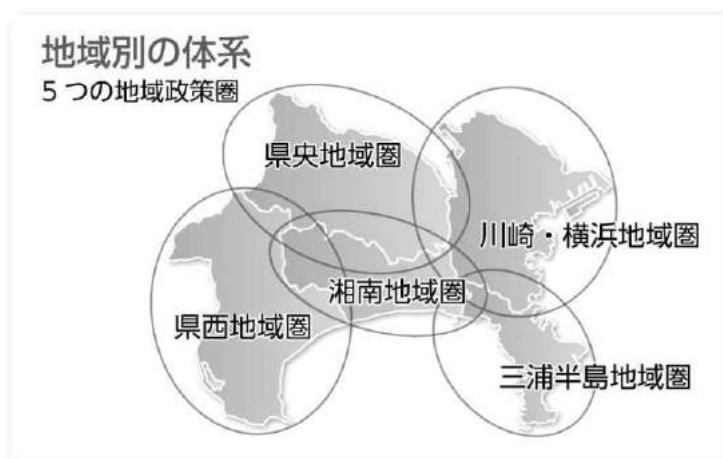 地域別の体系
5つの地域政策圏
県央地域圏
川崎・横浜地域圏
湘南地域圏
県西地域圏
三浦半島地域圏